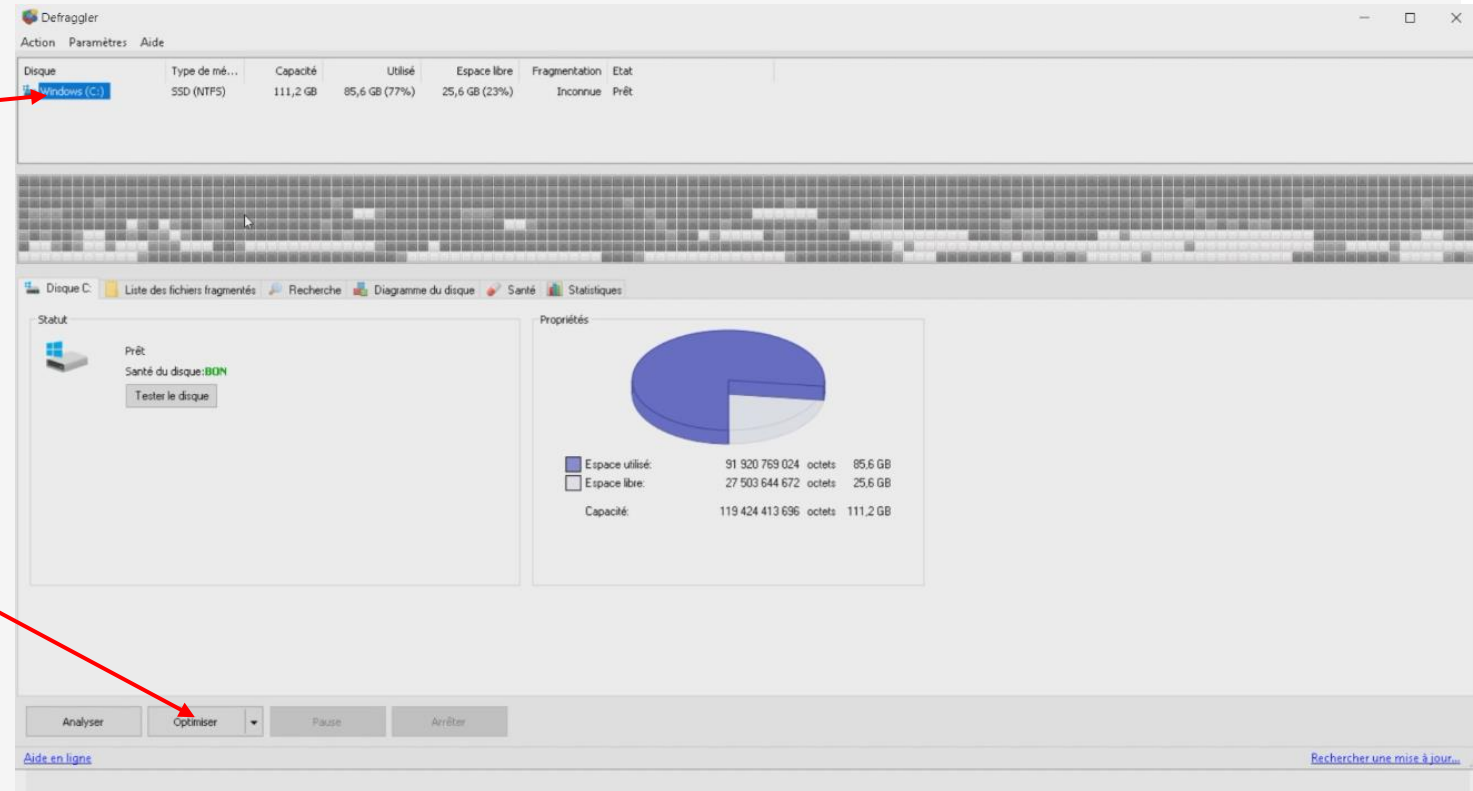 Defraggler
Action Paramètres Aide
Disque Type de mé... Capacité Utilisé Espace libre Fragmentation Etat
Windows (C:) SSD (NTFS) 111,2 GB 85,6 GB (77%) 25,6 GB (23%) Inconnue Prêt
Disque C: Liste des fichiers fragmentés Recherche Diagramme du disque Santé Statistiques
Statut Propriétés
Prêt
Santé du disque:BON
Tester le disque
Espace utilisé: 91 920 769 024 octets 85,6 GB
Espace libre: 27 503 644 672 octets 25,6 GB
Capacité: 119 424 413 696 octets 111,2 GB
Analyser Optimiser Pause Arrêter
Aide en ligne Rechercher une mise à jour...